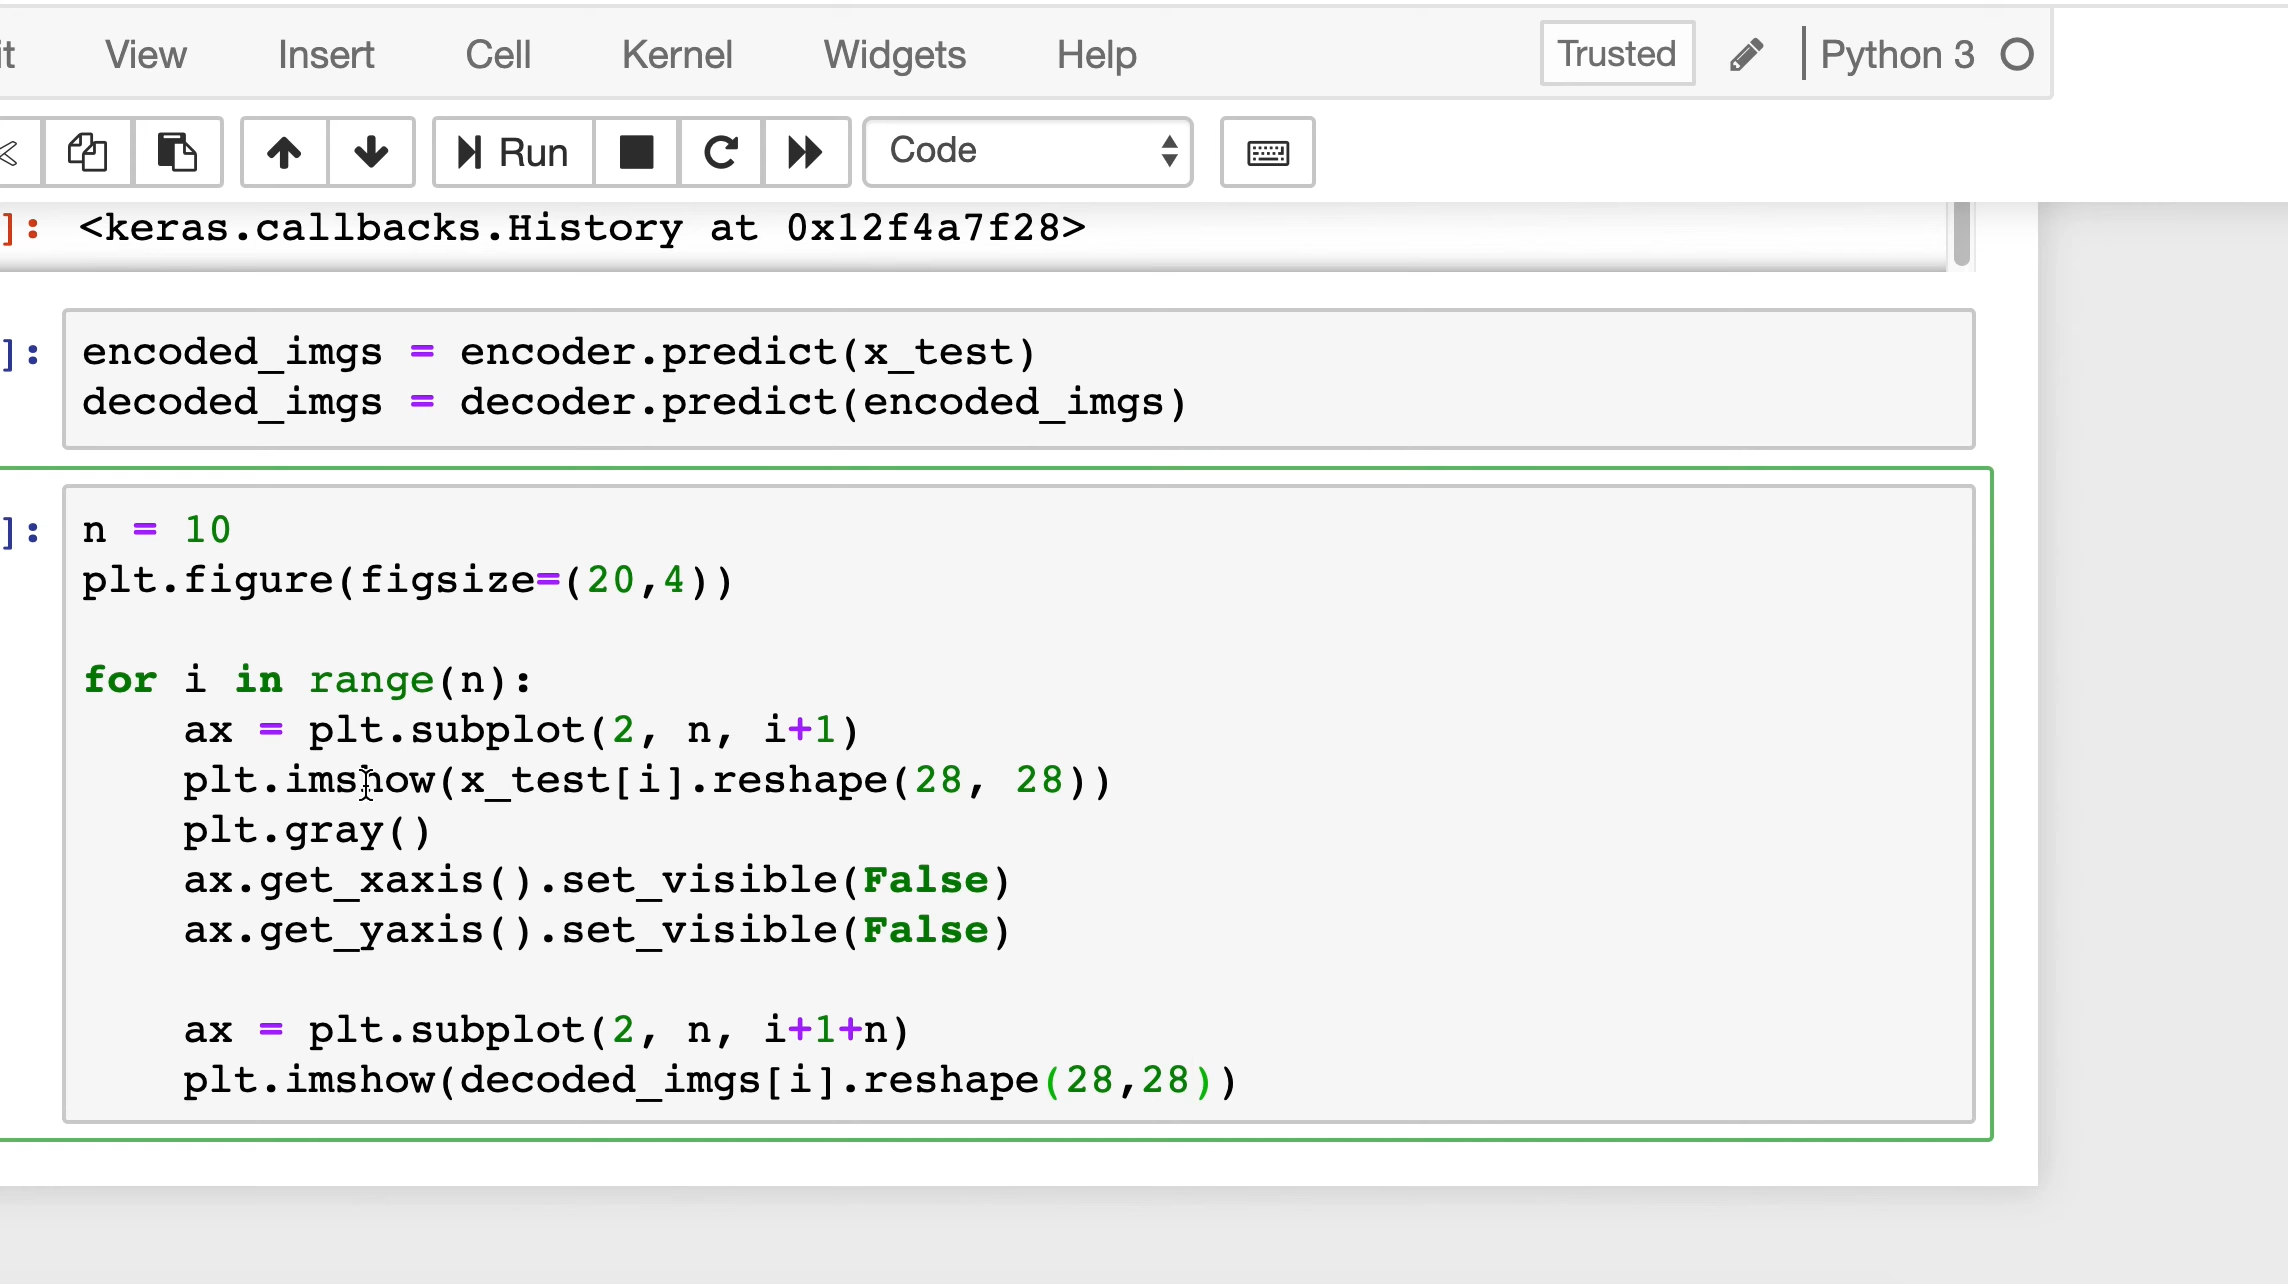 it View Insert Cell Kernel Widgets Help Trusted Python 3
Run Code
]: <keras.callbacks.History at 0x12f4a7f28>
]: encoded_imgs = encoder.predict(x_test)
decoded_imgs = decoder.predict(encoded_imgs)
]: n = 10
plt.figure(figsize=(20,4))
for i in range(n):
    ax = plt.subplot(2, n, i+1)
    plt.imshow(x_test[i].reshape(28, 28))
    plt.gray()
    ax.get_xaxis().set_visible(False)
    ax.get_yaxis().set_visible(False)
    ax = plt.subplot(2, n, i+1+n)
    plt.imshow(decoded_imgs[i].reshape(28,28))